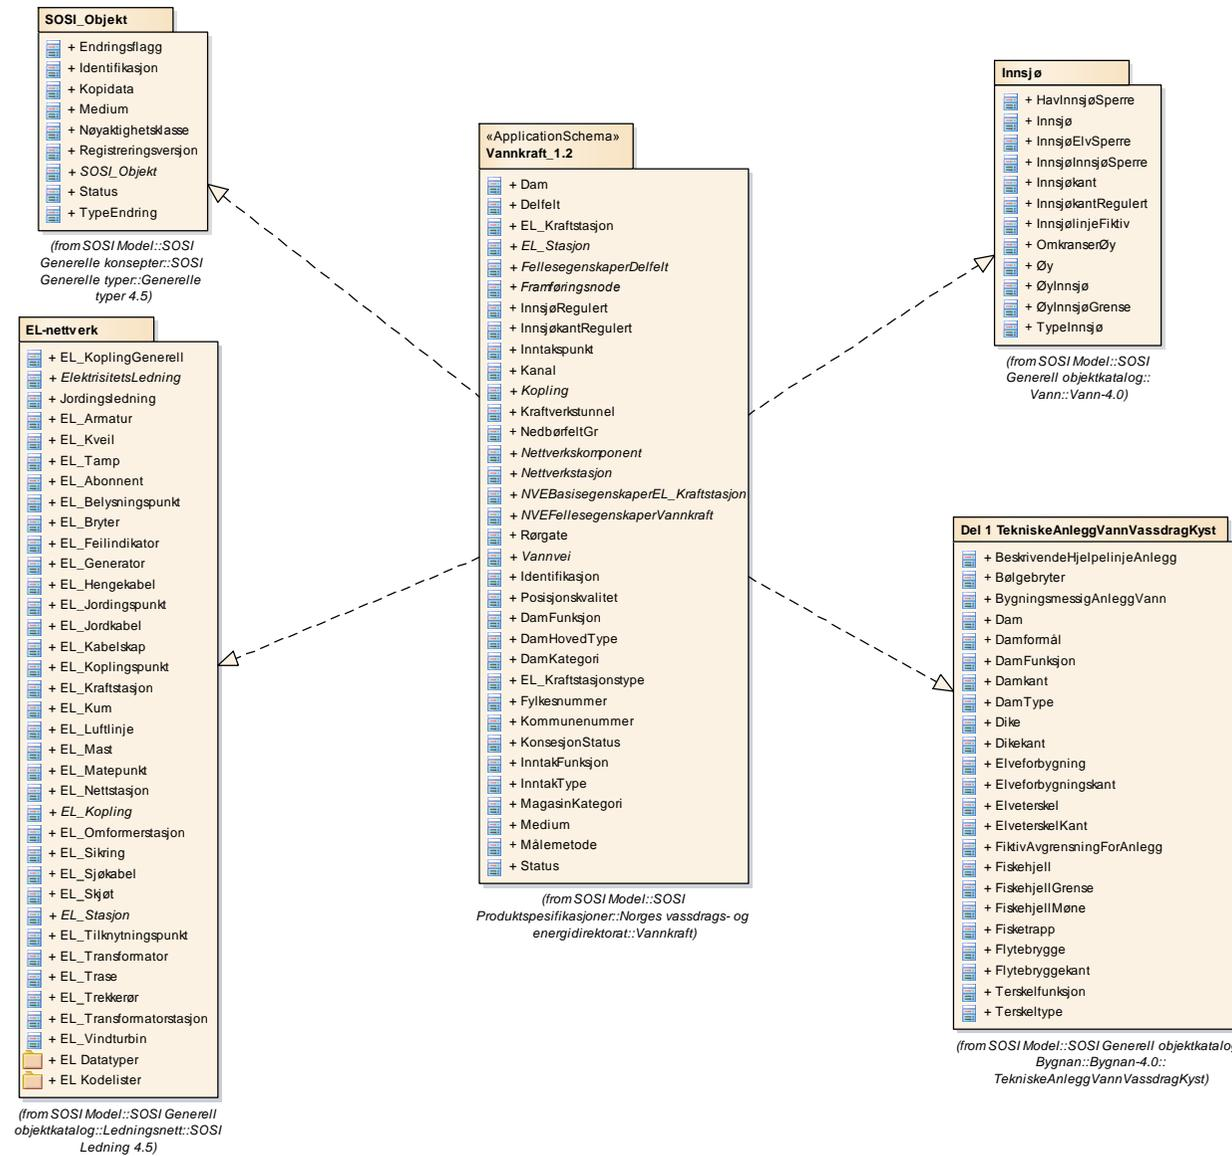 SOSI_Objekt
+ Endringsflagg
+ Identifikasjon
+ Kopidata
+ Medium
+ Nøyaktighetsklasse
+ Registreringsversjon
+ SOSI_Objekt
+ Status
+ TypeEndring
(from SOSI Model::SOSI
Generelle konsepter::SOSI
Generelle typer::Generelle
typer 4.5)
EL-nettverk
+ EL_KoplingGenerell
+ ElektrisitetsLedning
+ Jordingsledning
+ EL_Armatur
+ EL_Kveil
+ EL_Tamp
+ EL_Abonnent
+ EL_Belysningspunkt
+ EL_Bryter
+ EL_Feilindikator
+ EL_Generator
+ EL_Hengekabel
+ EL_Jordingspunkt
+ EL_Jordkabel
+ EL_Kabelskap
+ EL_Koplingspunkt
+ EL_Kraftstasjon
+ EL_Kum
+ EL_Luftlinje
+ EL_Mast
+ EL_Matepunkt
+ EL_Nettstasjon
+ EL_Kopling
+ EL_Omformerstasjon
+ EL_Sikring
+ EL_Sjøkabel
+ EL_Skjøt
+ EL_Stasjon
+ EL_Tilknytningspunkt
+ EL_Transformator
+ EL_Trase
+ EL_Trekkerør
+ EL_Transformatorstasjon
+ EL_Vindturbin
+ EL Datatyper
+ EL Kodelister
(from SOSI Model::SOSI Generell
objektkatalog::Ledningsnett::SOSI
Ledning 4.5)
«ApplicationSchema»
Vannkraft_1.2
+ Dam
+ Delfelt
+ EL_Kraftstasjon
+ EL_Stasjon
+ FellesegenskaperDelfelt
+ Framføringsnode
+ InnsjøRegulert
+ InnsjøkantRegulert
+ Inntakspunkt
+ Kanal
+ Kopling
+ Kraftverkstunnel
+ NedbørfeltGr
+ Nettverkskomponent
+ Nettverkstasjon
+ NVEBasisegenskaperEL_Kraftstasjon
+ NVEFellesegenskaperVannkraft
+ Rørgate
+ Vannvei
+ Identifikasjon
+ Posisjonskvalitet
+ DamFunksjon
+ DamHovedType
+ DamKategori
+ EL_Kraftstasjonstype
+ Fylkesnummer
+ Kommunenummer
+ KonsesjonStatus
+ InntakFunksjon
+ InntakType
+ MagasinKategori
+ Medium
+ Målemetode
+ Status
(from SOSI Model::SOSI
Produktspesifikasjoner::Norges vassdrags- og
energidirektorat::Vannkraft)
Innsjø
+ HavInnsjøSperre
+ Innsjø
+ InnsjøElvSperre
+ InnsjøInnsjøSperre
+ Innsjøkant
+ InnsjøkantRegulert
+ InnsjølinjeFiktiv
+ OmkranserØy
+ Øy
+ ØyInnsjø
+ ØyInnsjøGrense
+ TypeInnsjø
(from SOSI Model::SOSI
Generell objektkatalog::
Vann::Vann-4.0)
Del 1 TekniskeAnleggVannVassdragKyst
+ BeskrivendeHjelpelinjeAnlegg
+ Bølgebryter
+ BygningsmessigAnleggVann
+ Dam
+ Damformål
+ DamFunksjon
+ Damkant
+ DamType
+ Dike
+ Dikekant
+ Elveforbygning
+ Elveforbygningskant
+ Elveterskel
+ ElveterskelKant
+ FiktivAvgrensningForAnlegg
+ Fiskehjell
+ FiskehjellGrense
+ FiskehjellMøne
+ Fisketrapp
+ Flytebrygge
+ Flytebryggekant
+ Terskelfunksjon
+ Terskeltype
(from SOSI Model::SOSI Generell
Bygnan::Bygnan-4.0::
TekniskeAnleggVannVassdragKyst)